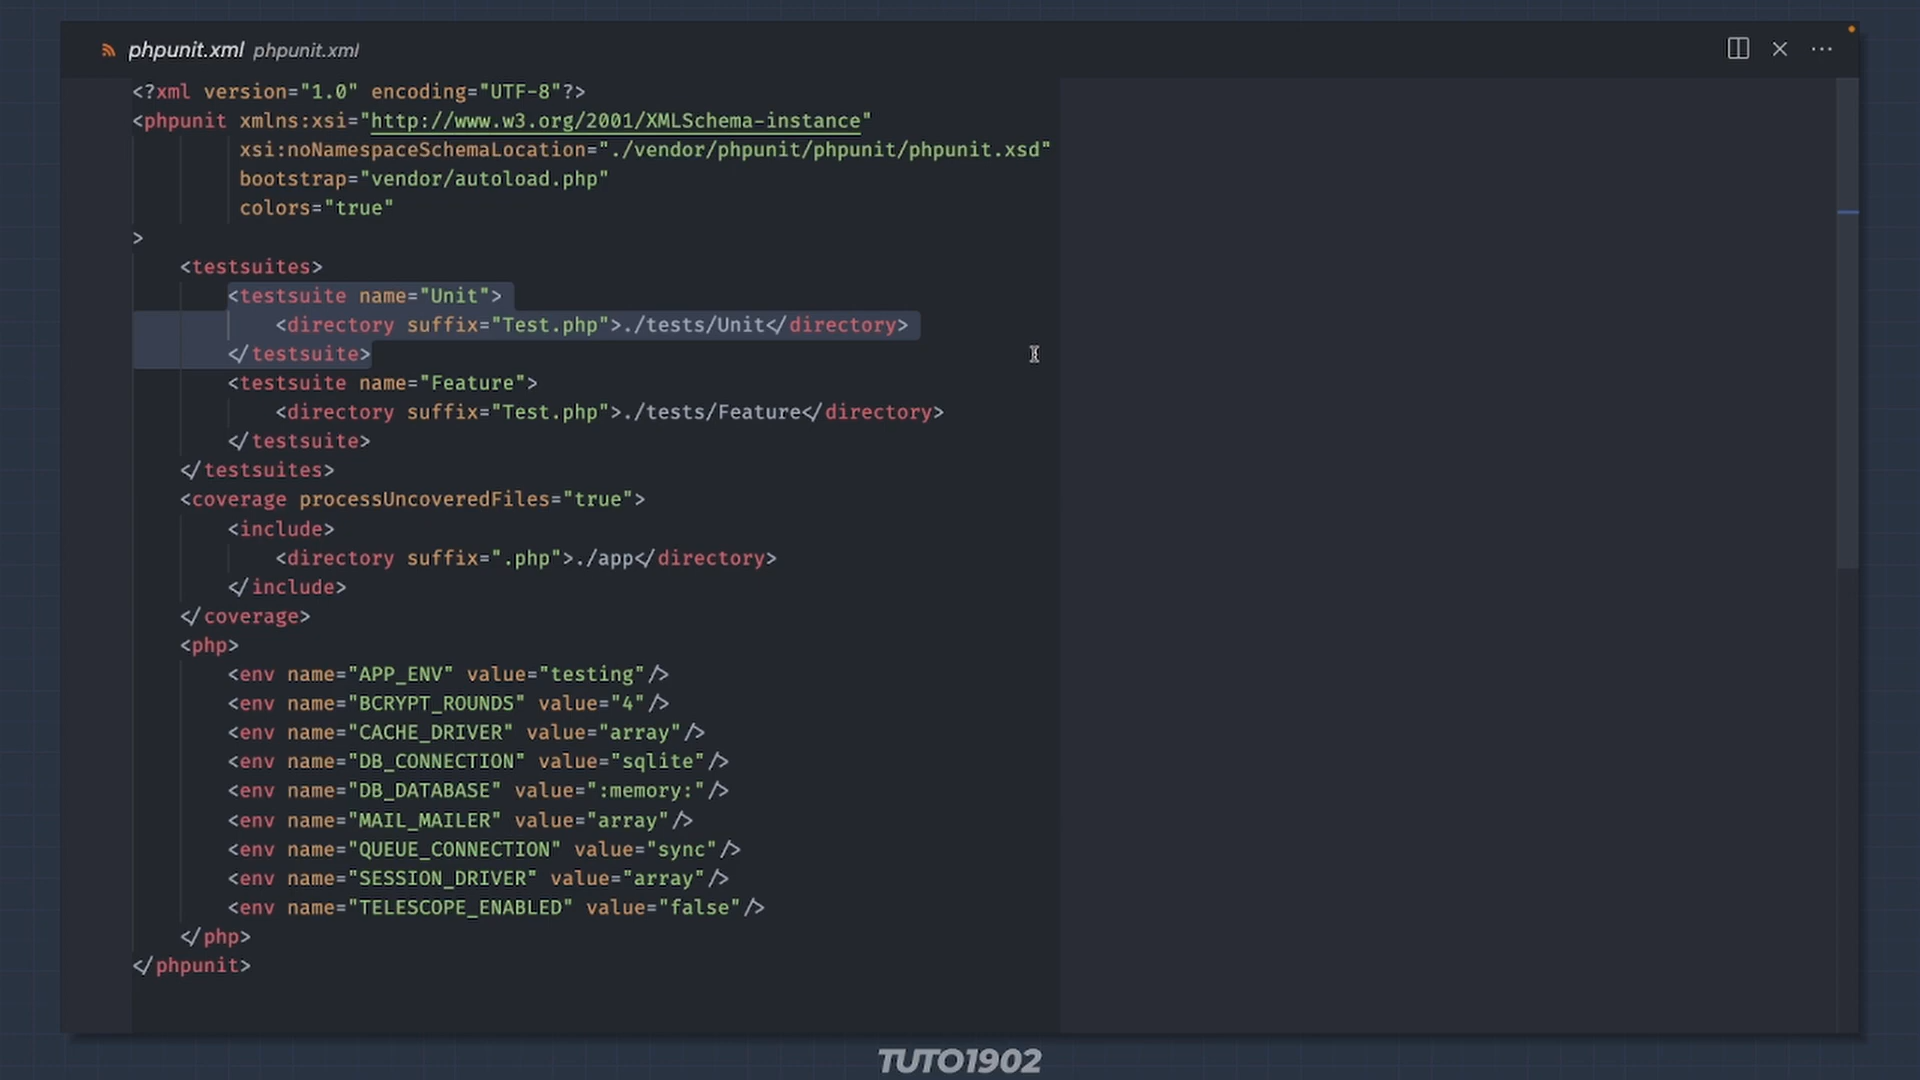 phpunit.xml phpunit.xml
<?xml version="1.0" encoding="UTF-8"?>
<phpunit xmlns:xsi="http://www.w3.org/2001/XMLSchema-instance"
xsi:noNamespaceSchemaLocation="./vendor/phpunit/phpunit/phpunit.xsd"
bootstrap="vendor/autoload.php"
colors="true"
>
<testsuites>
<testsuite name="Unit">
<directory suffix="Test.php">./tests/Unit</directory>
</testsuite>
<testsuite name="Feature">
<directory suffix="Test.php">./tests/Feature</directory>
</testsuite>
</testsuites>
<coverage processUncoveredFiles="true">
<include>
<directory suffix=".php">./app</directory>
</include>
</coverage>
<php>
<env name="APP_ENV" value="testing"/>
<env name="BCRYPT_ROUNDS" value="4"/>
<env name="CACHE_DRIVER" value="array"/>
<env name="DB_CONNECTION" value="sqlite"/>
<env name="DB_DATABASE" value=":memory:"/>
<env name="MAIL_MAILER" value="array"/>
<env name="QUEUE_CONNECTION" value="sync"/>
<env name="SESSION_DRIVER" value="array"/>
<env name="TELESCOPE_ENABLED" value="false"/>
</php>
</phpunit>
TUTO1902